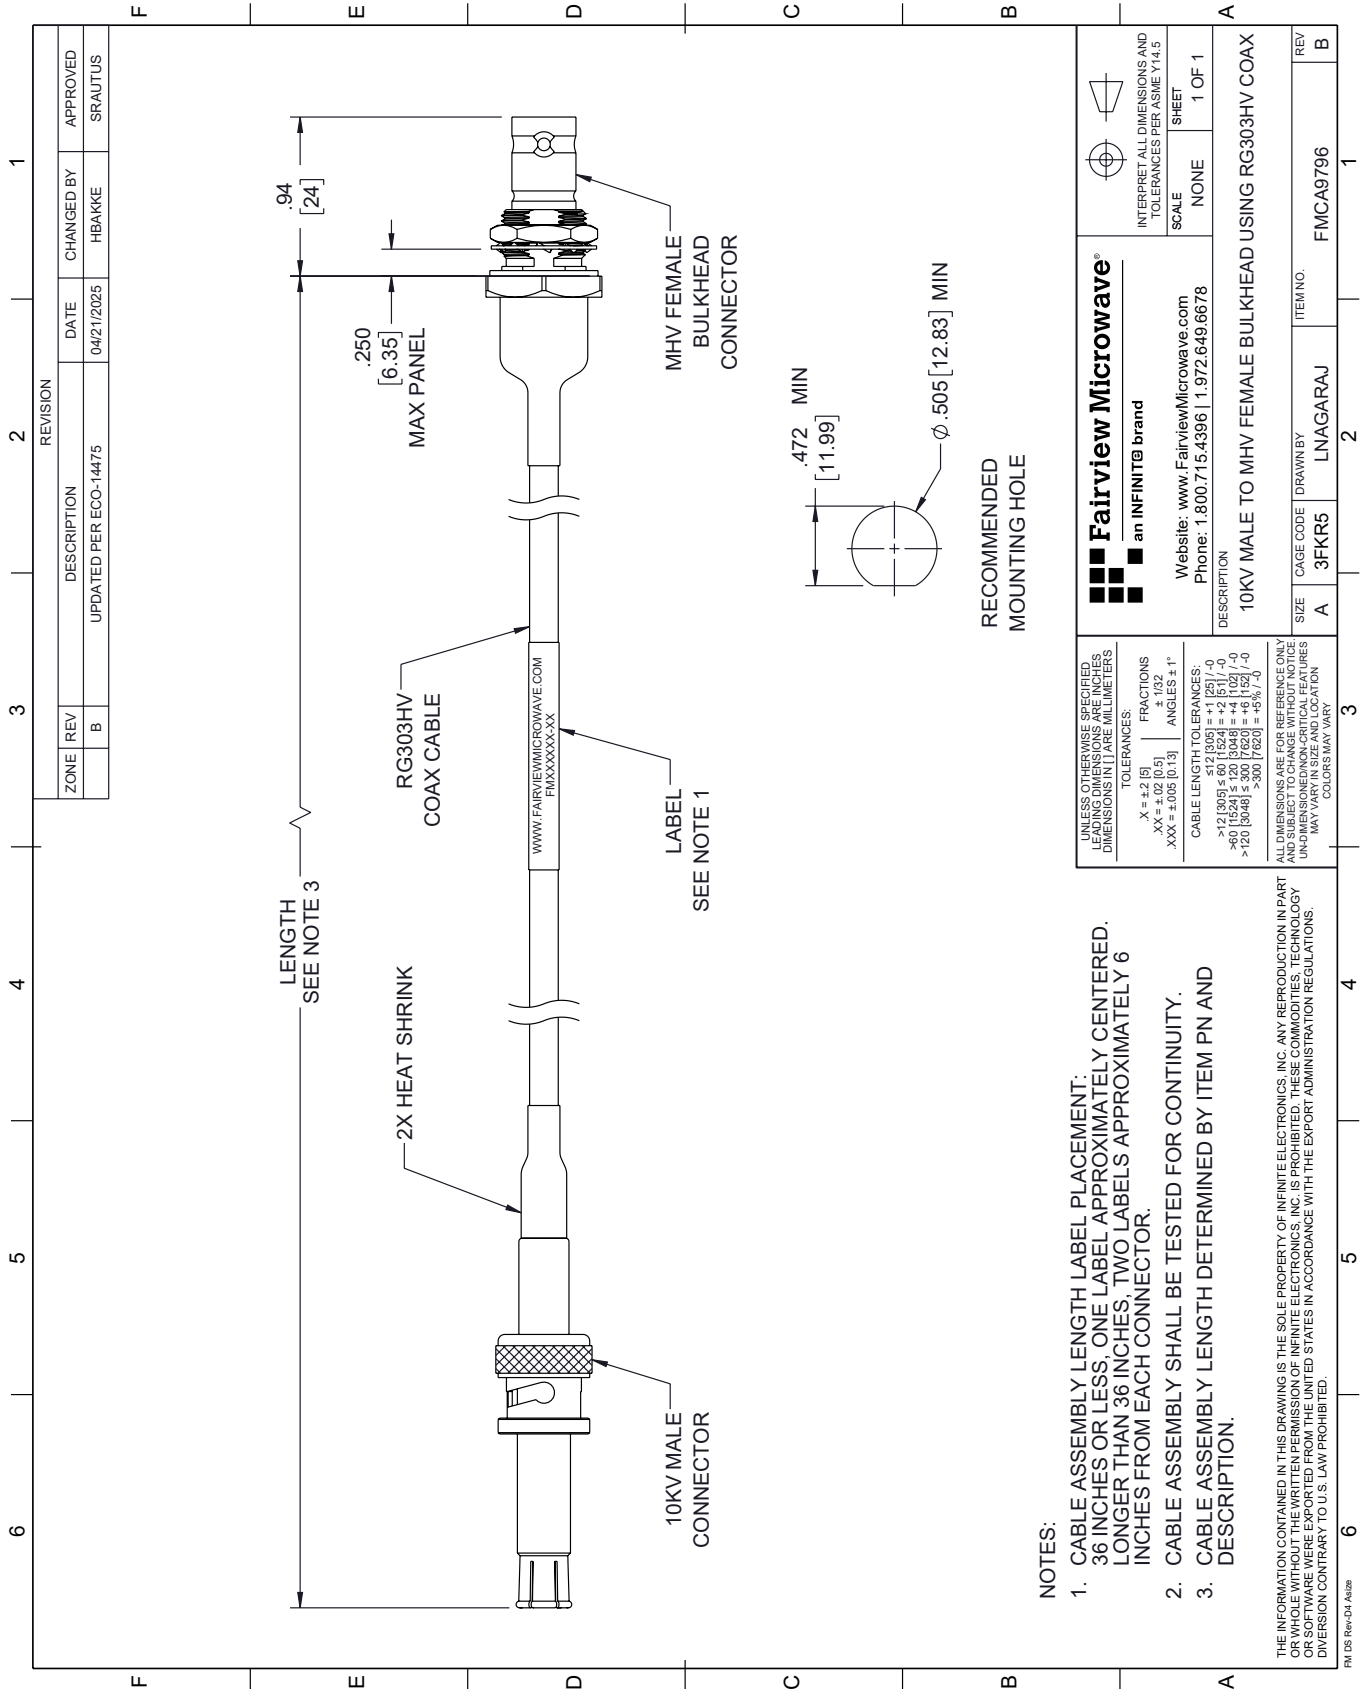 6
5
4
3
2
1
F
E
D
C
B
A
REVISION
ZONE
REV
DESCRIPTION
DATE
CHANGED BY
APPROVED
B
UPDATED PER ECO-14475
04/21/2025
HBAKKE
SRAUTUS
LENGTH
SEE NOTE 3
.94
[24]
.250
[6.35]
MAX PANEL
2X HEAT SHRINK
RG303HV
COAX CABLE
WWW.FAIRVIEWMICROWAVE.COM
FMXXXXXX-XX
10KV MALE
CONNECTOR
LABEL
SEE NOTE 1
MHV FEMALE
BULKHEAD
CONNECTOR
.472 MIN
[11.99]
Ø.505 [12.83] MIN
RECOMMENDED
MOUNTING HOLE
NOTES:
1. CABLE ASSEMBLY LENGTH LABEL PLACEMENT:
36 INCHES OR LESS, ONE LABEL APPROXIMATELY CENTERED.
LONGER THAN 36 INCHES, TWO LABELS APPROXIMATELY 6
INCHES FROM EACH CONNECTOR.
2. CABLE ASSEMBLY SHALL BE TESTED FOR CONTINUITY.
3. CABLE ASSEMBLY LENGTH DETERMINED BY ITEM PN AND
DESCRIPTION.
THE INFORMATION CONTAINED IN THIS DRAWING IS THE SOLE PROPERTY OF INFINITE ELECTRONICS, INC. ANY REPRODUCTION IN PART
OR WHOLE WITHOUT THE WRITTEN PERMISSION OF INFINITE ELECTRONICS, INC. IS PROHIBITED. THESE COMMODITIES, TECHNOLOGY
OR SOFTWARE WERE EXPORTED FROM THE UNITED STATES IN ACCORDANCE WITH THE EXPORT ADMINISTRATION REGULATIONS.
DIVERSION CONTRARY TO U.S. LAW PROHIBITED.
UNLESS OTHERWISE SPECIFIED
LEADING DIMENSIONS ARE INCHES
DIMENSIONS IN [ ] ARE MILLIMETERS
TOLERANCES:
.X = ±.2 [5]
.XX = ±.02 [0.5]
.XXX = ±.005 [0.13]
FRACTIONS
± 1/32
ANGLES ± 1°
CABLE LENGTH TOLERANCES:
≤12 [305] = +1 [25] / -0
>12 [305] ≤ 60 [1524] = +2 [51] / -0
>60 [1524] ≤ 120 [3048] = +4 [102] / -0
>120 [3048] ≤ 300 [7620] = +6 [152] / -0
>300 [7620] = +5% / -0
ALL DIMENSIONS ARE FOR REFERENCE ONLY
AND SUBJECT TO CHANGE WITHOUT NOTICE.
UN-DIMENSIONED/NON-CRITICAL FEATURES
MAY VARY IN SIZE AND LOCATION
COLORS MAY VARY
Fairview Microwave®
an INFINIT@ brand
Website: www.FairviewMicrowave.com
Phone: 1.800.715.4396 | 1.972.649.6678
INTERPRET ALL DIMENSIONS AND
TOLERANCES PER ASME Y14.5
SCALE
NONE
SHEET
1 OF 1
DESCRIPTION
10KV MALE TO MHV FEMALE BULKHEAD USING RG303HV COAX
SIZE
A
CAGE CODE
3FKR5
DRAWN BY
LNAGARAJ
ITEM NO.
FMCA9796
REV
B
F
E
D
C
B
A
6
5
4
3
2
1
FM DS Rev-D4 Asize